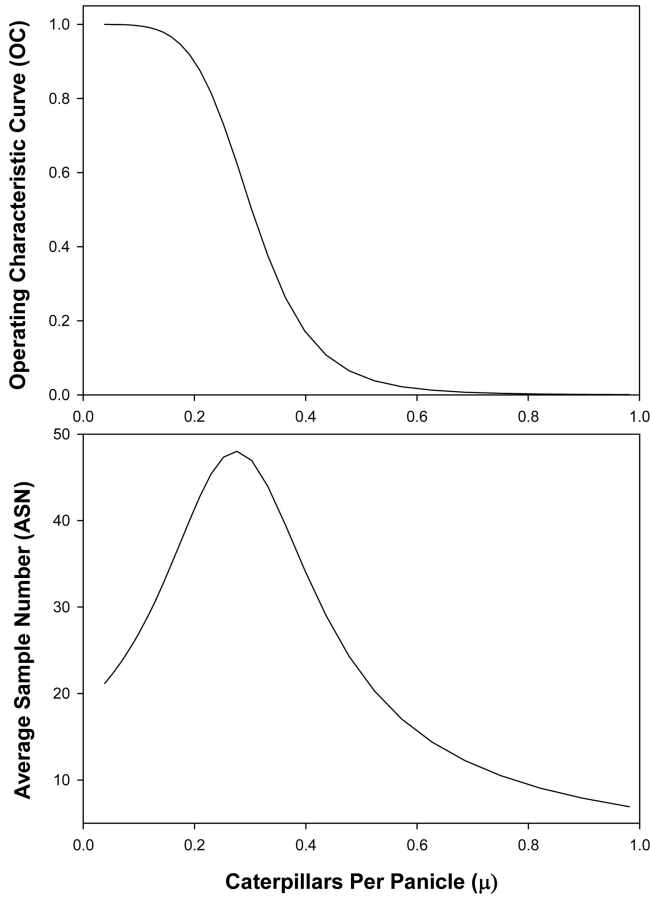 Operating Characteristic Curve (OC)
1.0
0.8
0.6
0.4
0.2
0.0
0.0 0.2 0.4 0.6 0.8 1.0
Average Sample Number (ASN)
50
40
30
20
10
0.0 0.2 0.4 0.6 0.8 1.0
Caterpillars Per Panicle (μ)